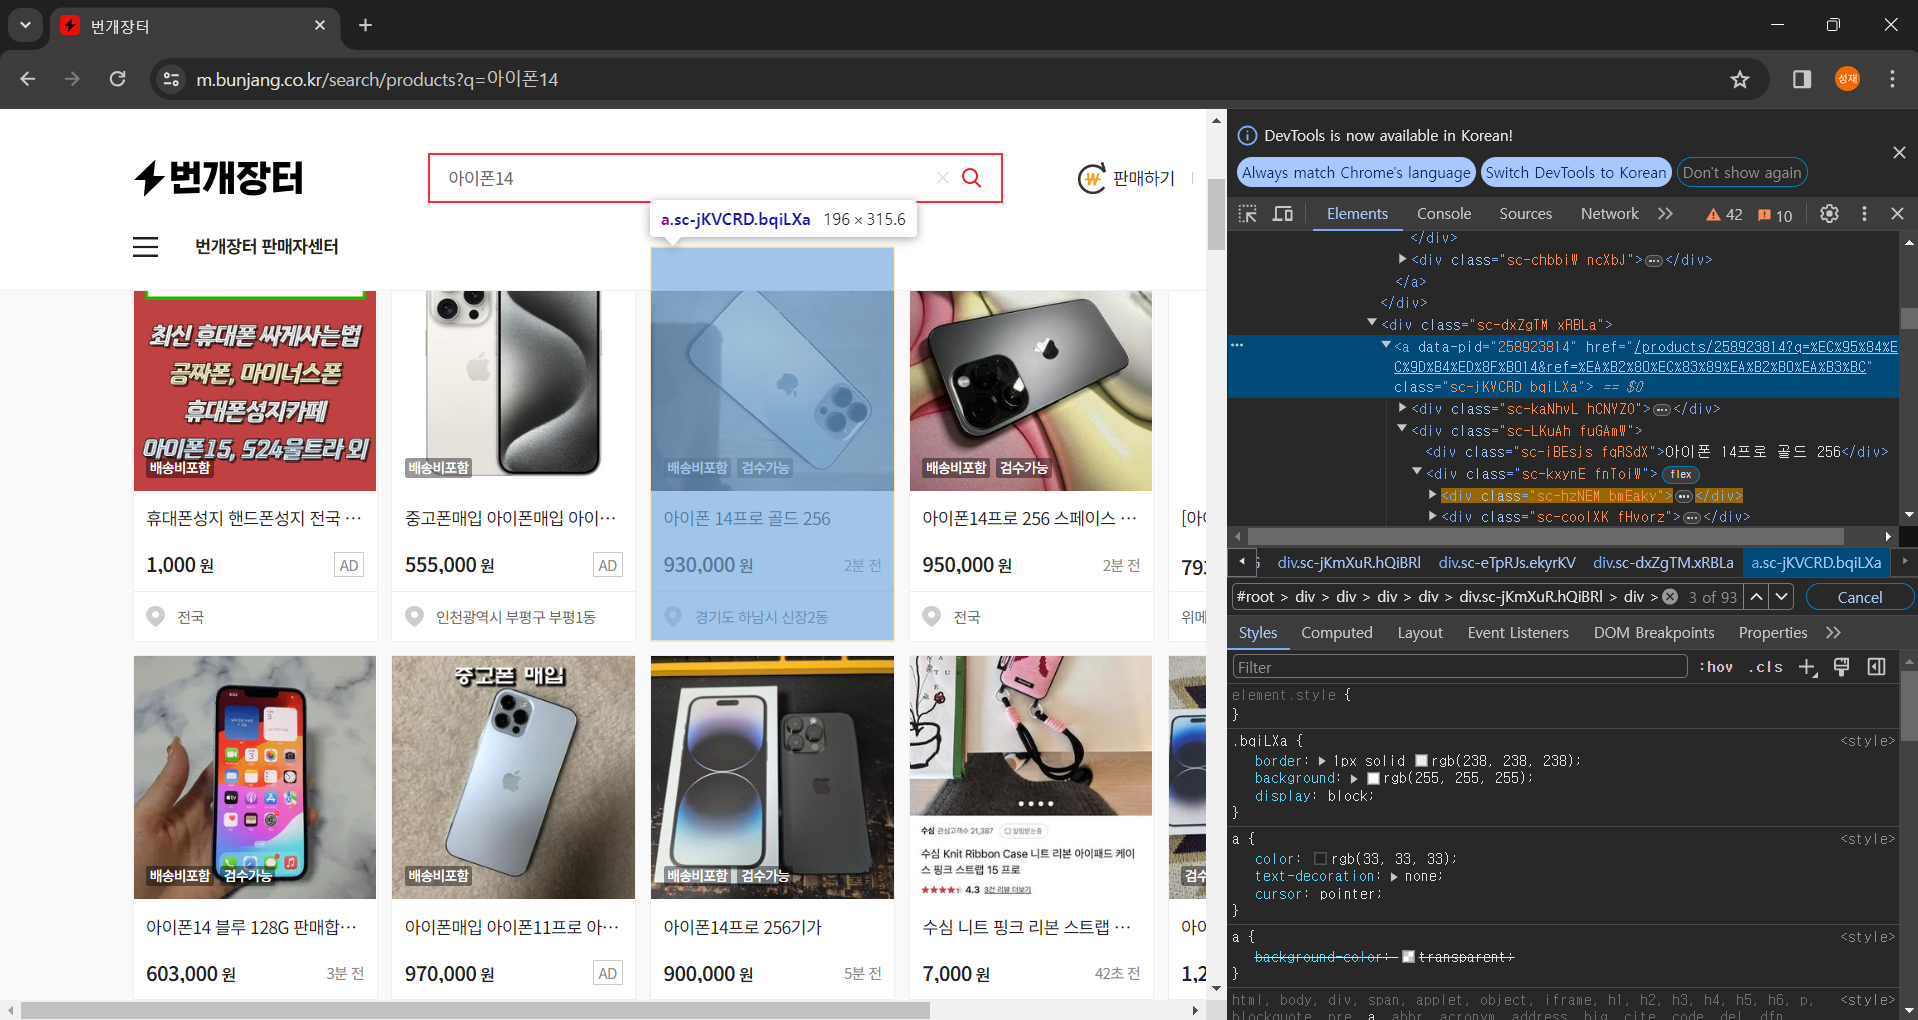 번개장터
m.bunjang.co.kr/search/products?q=아이폰14
성재
번개장터
아이폰14
판매하기
번개장터 판매자센터
a.sc-jKVCRD.bqiLXa 196 × 315.6
최신 휴대폰 싸게사는법
공짜폰, 마이너스폰
휴대폰성지카페
아이폰15, S24울트라 외
배송비포함
휴대폰성지 핸드폰성지 전국 ···
1,000 원 AD
전국
배송비포함
중고폰매입 아이폰매입 아이···
555,000 원 AD
인천광역시 부평구 부평1동
배송비포함 검수가능
아이폰 14프로 골드 256
930,000 원 2분 전
경기도 하남시 신장2동
배송비포함 검수가능
아이폰14프로 256 스페이스 ···
950,000 원 2분 전
전국
[아이
793
위메
배송비포함 검수가능
아이폰14 블루 128G 판매합···
603,000 원 3분 전
중고폰 매입
배송비포함
아이폰매입 아이폰11프로 아···
970,000 원 AD
배송비포함 검수가능
아이폰14프로 256기가
900,000 원 5분 전
수심 관심고객수 21,387 알림받는중
수심 Knit Ribbon Case 니트 리본 아이패드 케이
스 핑크 스트랩 15 프로
★★★★★ 4.3 3건 리뷰 더보기
수심 니트 핑크 리본 스트랩 ···
7,000 원 42초 전
검수
아이
1,2
DevTools is now available in Korean!
Always match Chrome's language Switch DevTools to Korean Don't show again
Elements Console Sources Network 42 10
</div>
<div class="sc-chbbiW ncXbJ">…</div>
</a>
</div>
<div class="sc-dxZgTM xRBLa">
<a data-pid="258923814" href="/products/258923814?q=%EC%95%84%E
C%9D%B4%ED%8F%B014&ref=%EA%B2%80%EC%83%89%EA%B2%B0%EA%B3%BC"
class="sc-jKVCRD bqiLXa"> == $0
<div class="sc-kaNhvL hCNYZO">…</div>
<div class="sc-LKuAh fuGAmW">
<div class="sc-iBEsjs fqRSdX">아이폰 14프로 골드 256</div>
<div class="sc-kxynE fnToiW"> flex
<div class="sc-hzNEM bmEaky">…</div>
<div class="sc-coolXK fHvorz">…</div>
div.sc-jKmXuR.hQiBRl div.sc-eTpRJs.ekyrKV div.sc-dxZgTM.xRBLa a.sc-jKVCRD.bqiLXa
#root > div > div > div > div > div.sc-jKmXuR.hQiBRl > div > 3 of 93 Cancel
Styles Computed Layout Event Listeners DOM Breakpoints Properties
Filter :hov .cls
element.style {
}
.bqiLXa { <style>
border: 1px solid rgb(238, 238, 238);
background: rgb(255, 255, 255);
display: block;
}
a { <style>
color: rgb(33, 33, 33);
text-decoration: none;
cursor: pointer;
}
a { <style>
background-color: transparent;
}
html, body, div, span, applet, object, iframe, h1, h2, h3, h4, h5, h6, p, <style>
blockquote, pre, a, abbr, acronym, address, big, cite, code, del, dfn,